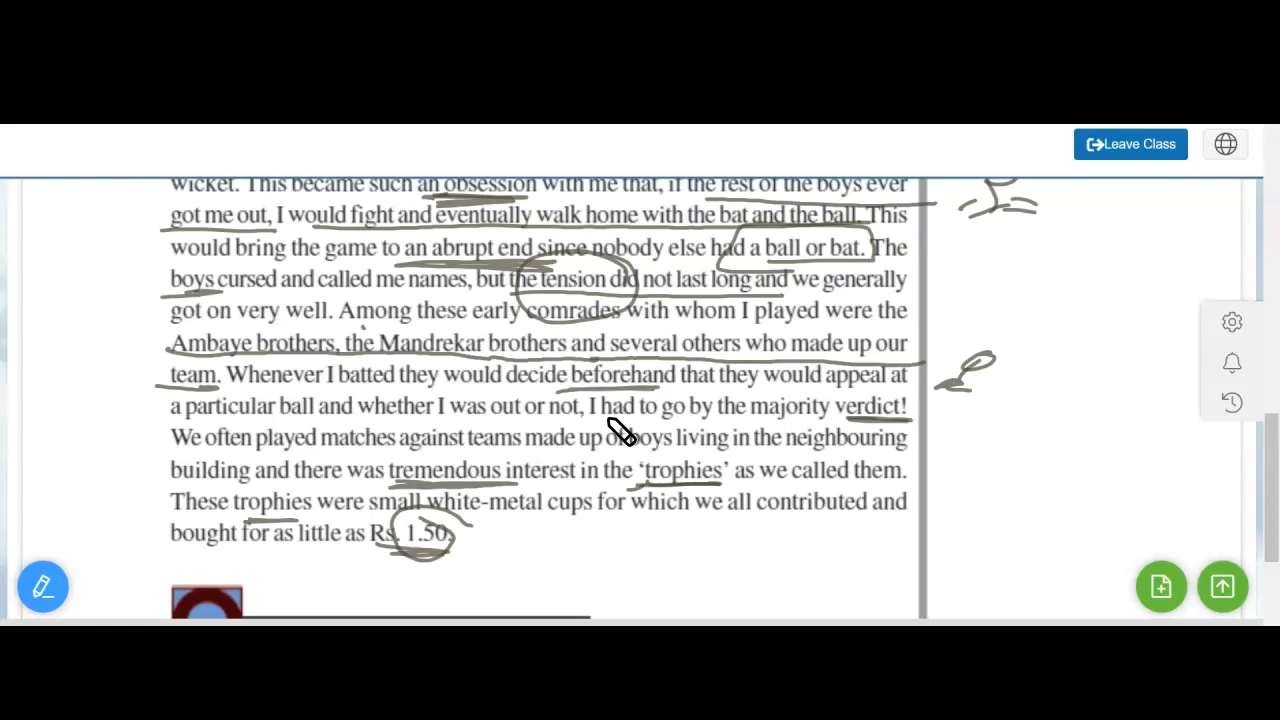 Leave Class
wicket. This became such an obsession with me that, if the rest of the boys ever
got me out, I would fight and eventually walk home with the bat and the ball. This
would bring the game to an abrupt end since nobody else had a ball or bat. The
boys cursed and called me names, but the tension did not last long and we generally
got on very well. Among these early comrades with whom I played were the
Ambaye brothers, the Mandrekar brothers and several others who made up our
team. Whenever I batted they would decide beforehand that they would appeal at
a particular ball and whether I was out or not, I had to go by the majority verdict!
We often played matches against teams made up of boys living in the neighbouring
building and there was tremendous interest in the ‘trophies’ as we called them.
These trophies were small white-metal cups for which we all contributed and
bought for as little as Rs. 1.50.